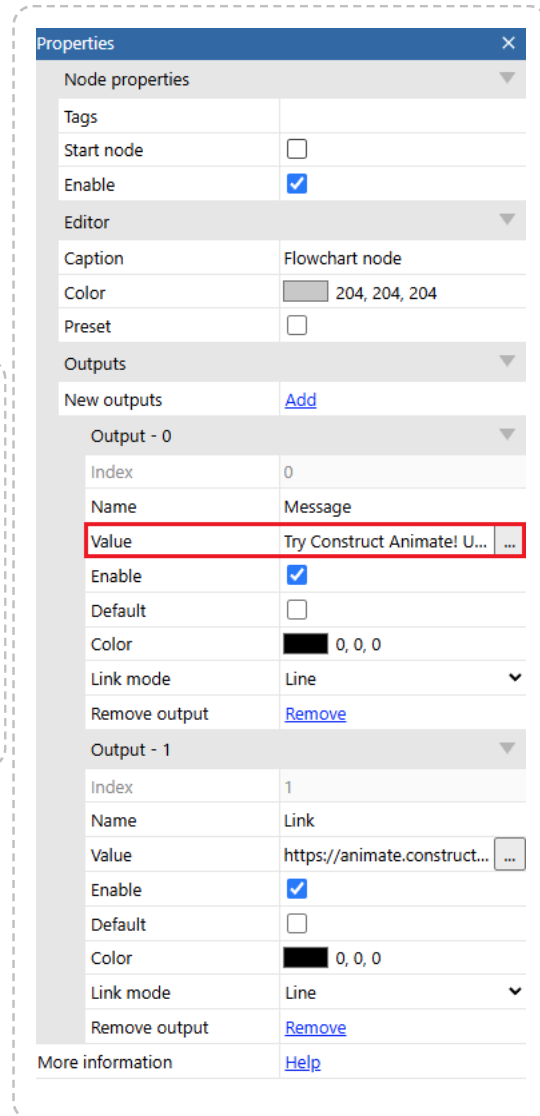 Properties
Node properties
Tags
Start node
Enable
Editor
Caption Flowchart node
Color 204, 204, 204
Preset
Outputs
New outputs Add
Output - 0
Index 0
Name Message
Value Try Construct Animate! U... ...
Enable
Default
Color 0, 0, 0
Link mode Line
Remove output Remove
Output - 1
Index 1
Name Link
Value https://animate.construct... ...
Enable
Default
Color 0, 0, 0
Link mode Line
Remove output Remove
More information Help